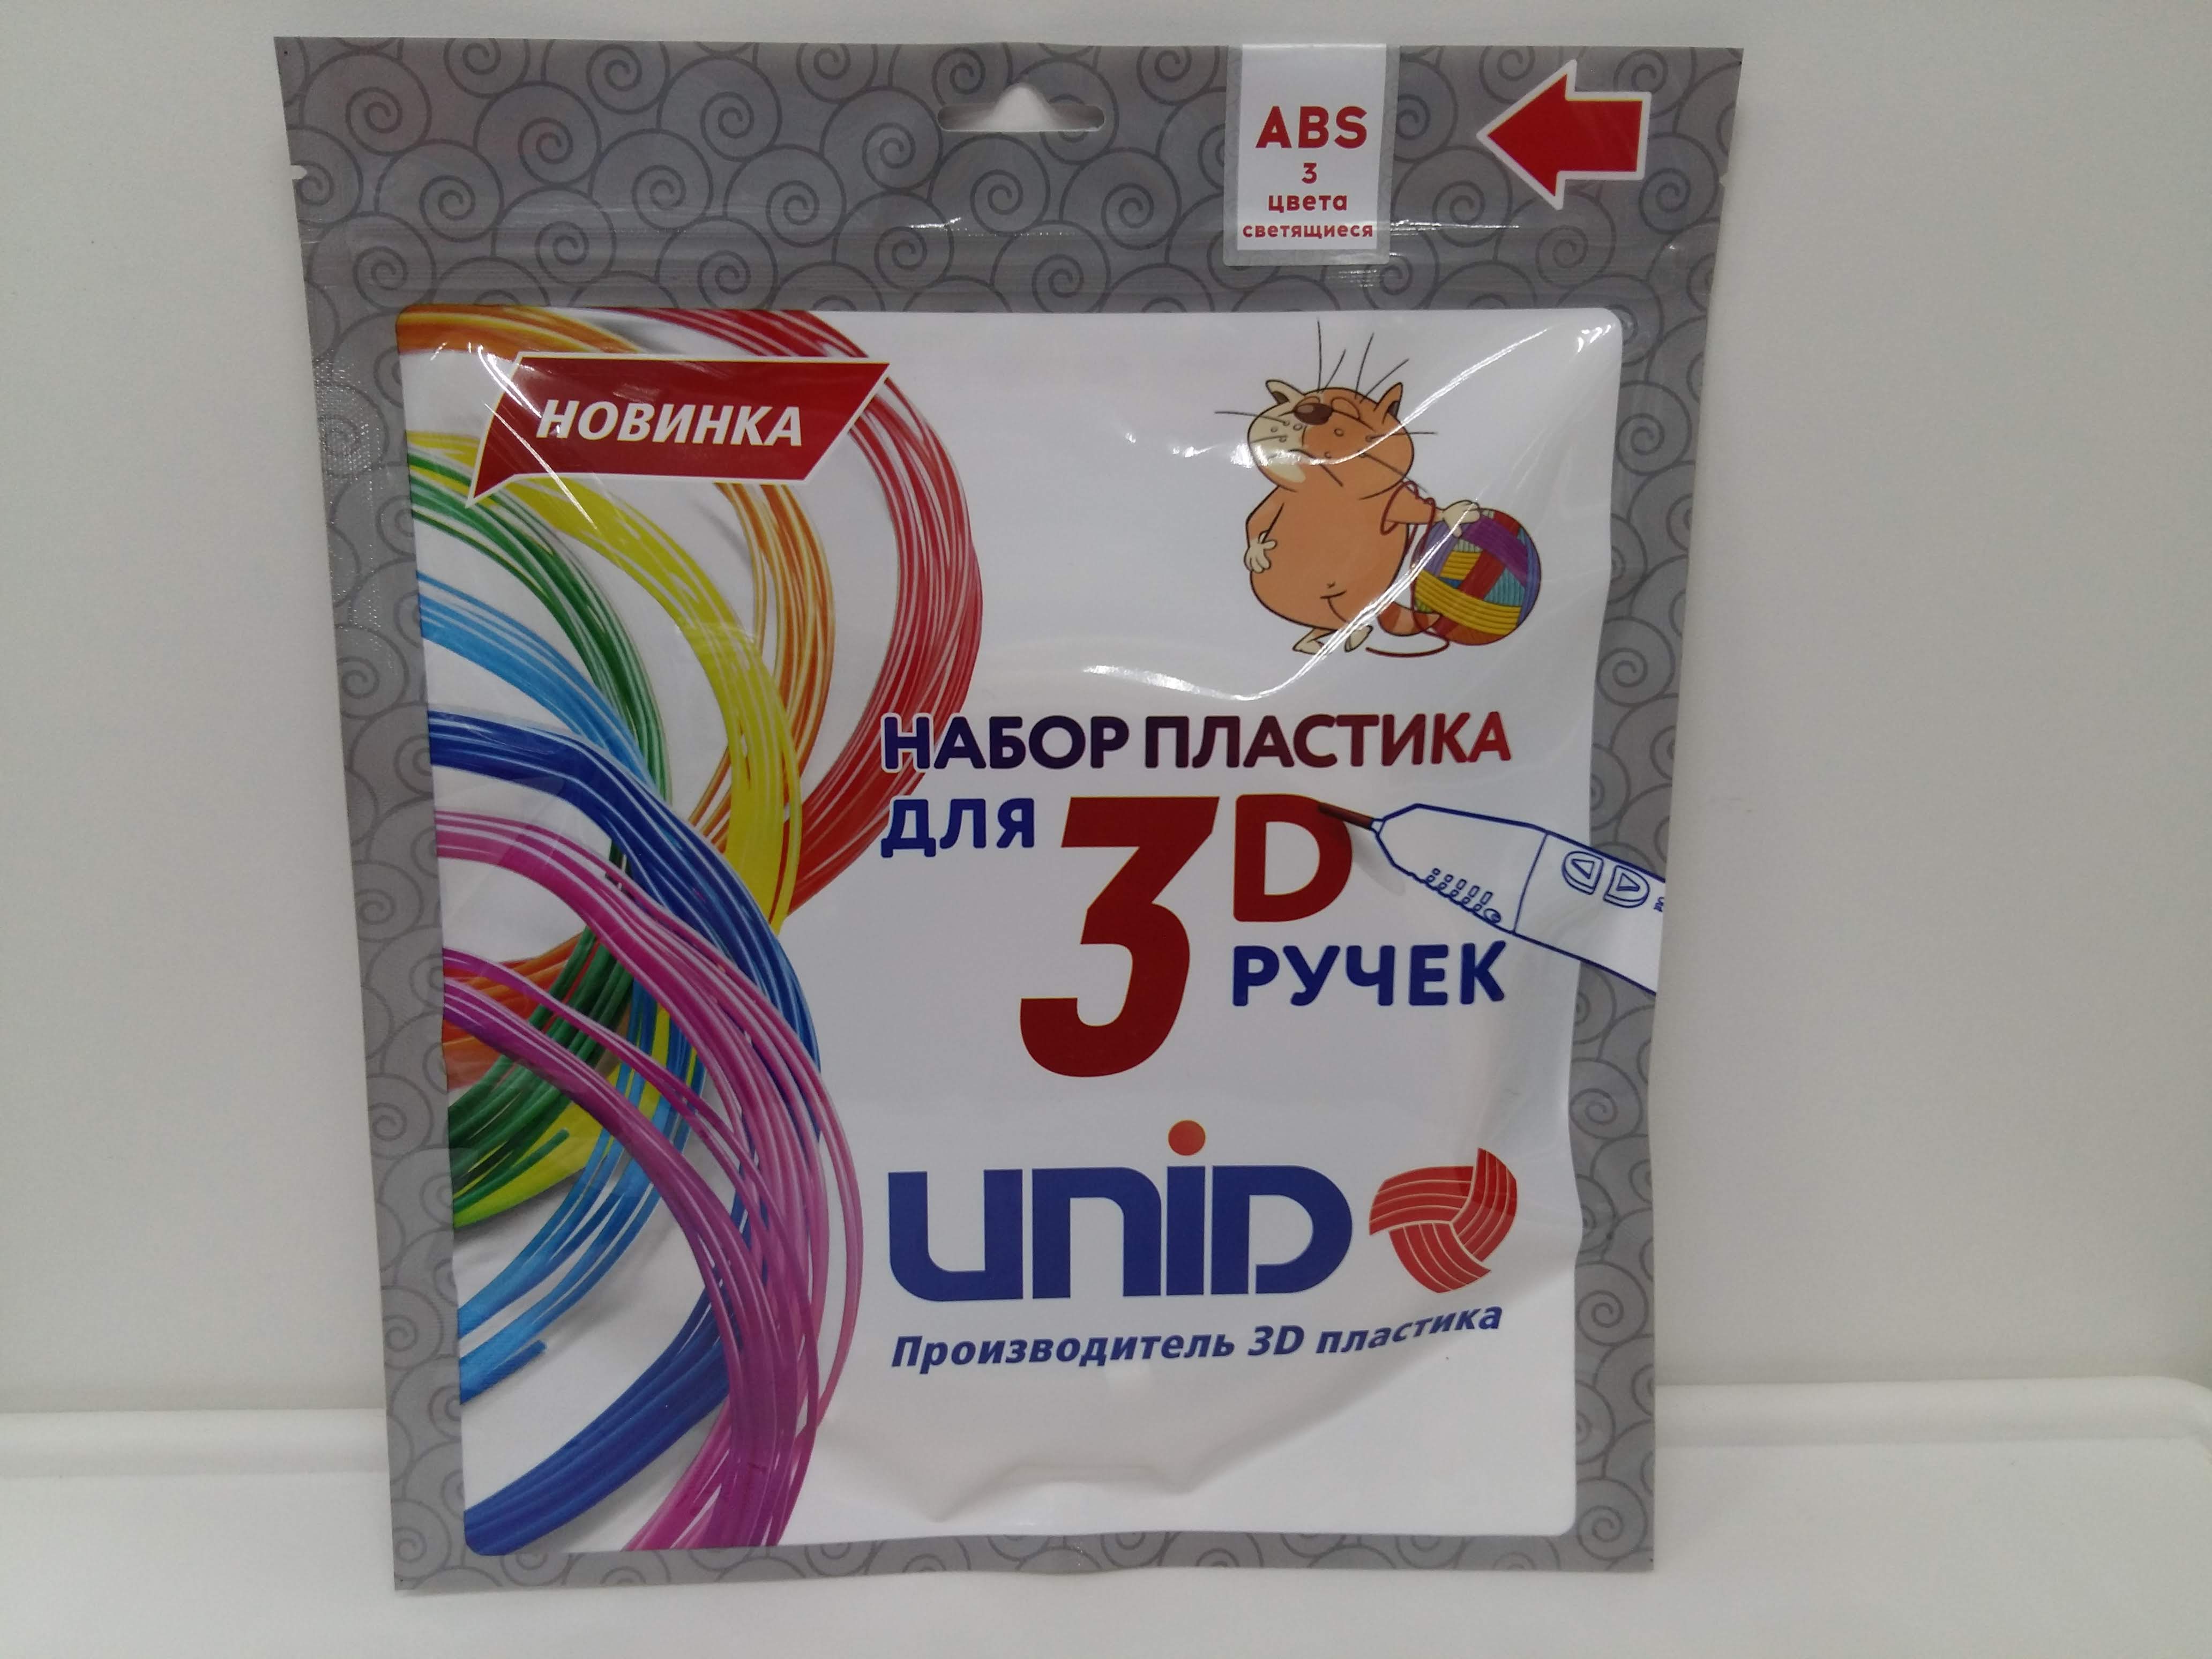 ABS
3
цвета
светящиеся
НОВИНКА
НАБОР ПЛАСТИКА
ДЛЯ 3D
РУЧЕК
UNID
Производитель 3D пластика